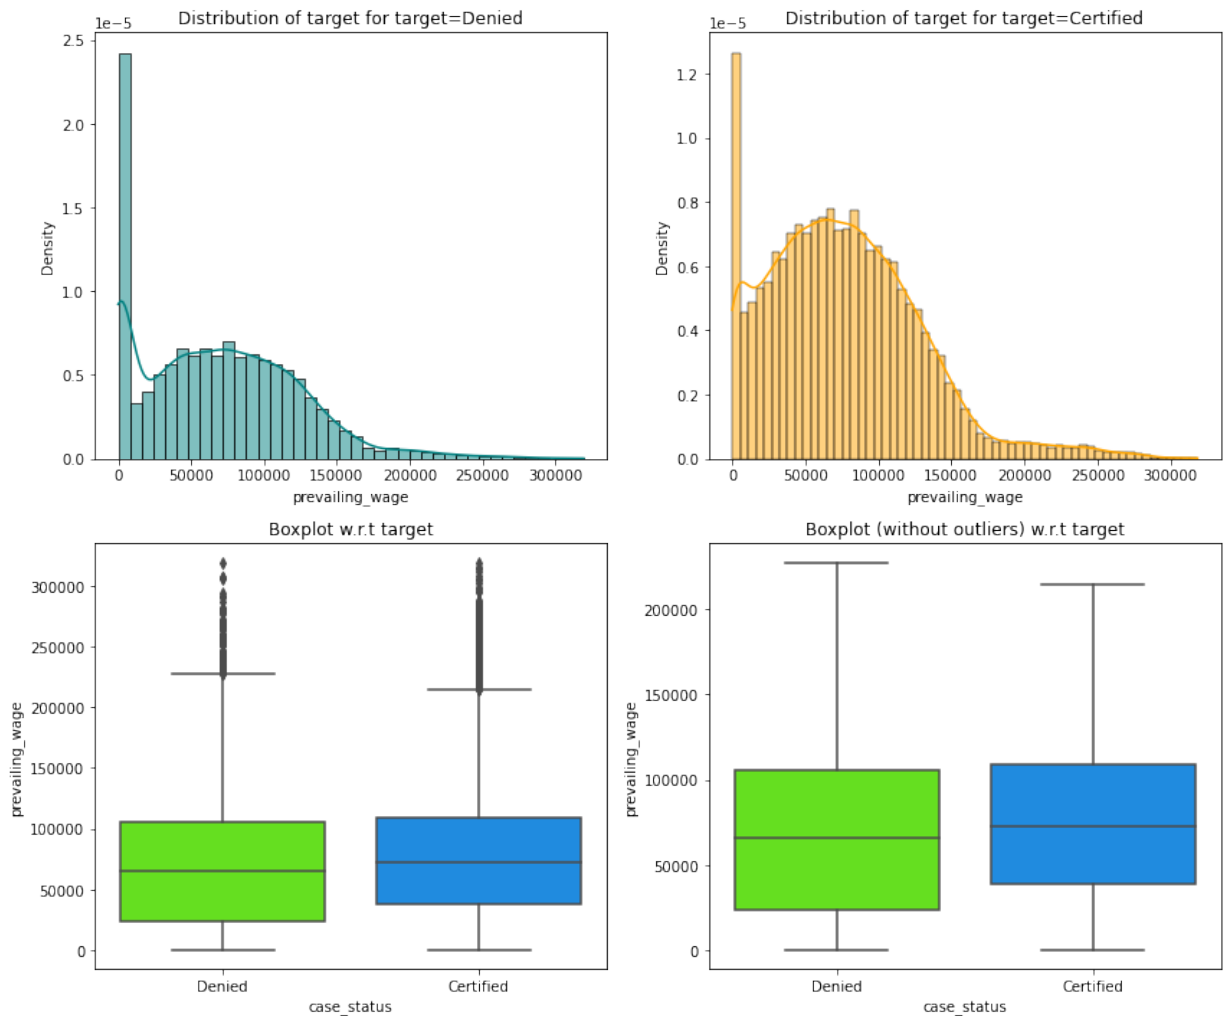 Distribution of target for target=Denied
1e−5
2.5
2.0
1.5
1.0
0.5
0.0
Density
0 50000 100000 150000 200000 250000 300000
prevailing_wage
Distribution of target for target=Certified
1e−5
1.2
1.0
0.8
0.6
0.4
0.2
0.0
Density
0 50000 100000 150000 200000 250000 300000
prevailing_wage
Boxplot w.r.t target
300000
250000
200000
150000
100000
50000
0
prevailing_wage
Denied Certified
case_status
Boxplot (without outliers) w.r.t target
200000
150000
100000
50000
0
prevailing_wage
Denied Certified
case_status